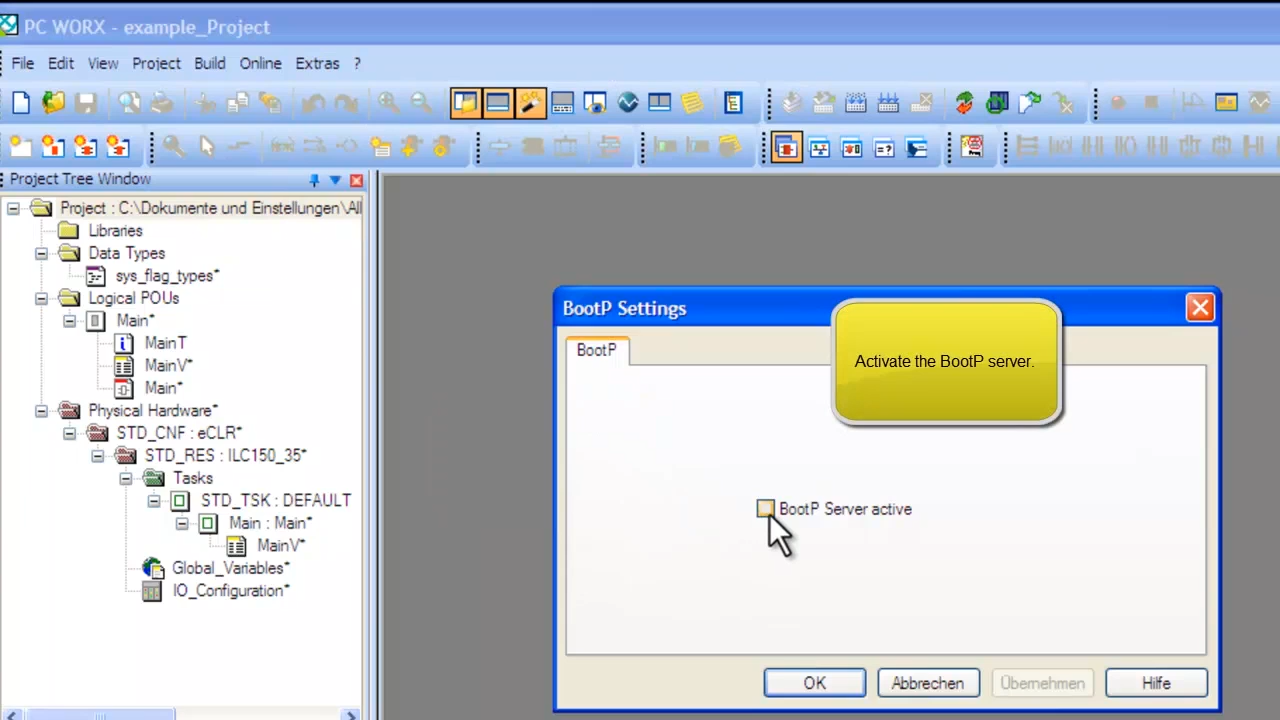 PC WORX - example_Project
File Edit View Project Build Online Extras ?
Project Tree Window
Project : C:\Dokumente und Einstellungen\All
Libraries
Data Types
sys_flag_types*
Logical POUs
Main*
MainT
MainV*
Main*
Physical Hardware*
STD_CNF : eCLR*
STD_RES : ILC150_35*
Tasks
STD_TSK : DEFAULT
Main : Main*
MainV*
Global_Variables*
IO_Configuration*
BootP Settings
BootP
Activate the BootP server.
BootP Server active
OK Abbrechen Übernehmen Hilfe